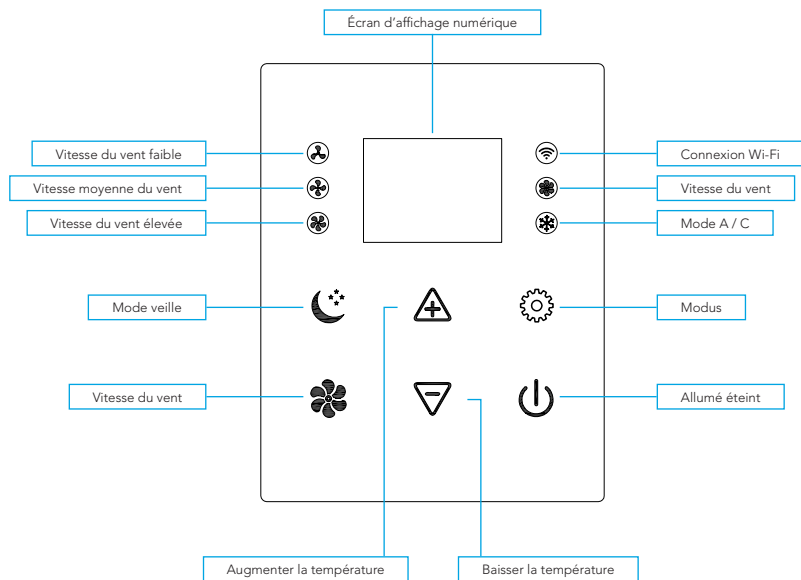 Écran d’affichage numérique
Vitesse du vent faible
Connexion Wi-Fi
Vitesse moyenne du vent
Vitesse du vent
Vitesse du vent élevée
Mode A / C
Mode veille
Modus
Vitesse du vent
Allumé éteint
Augmenter la température
Baisser la température